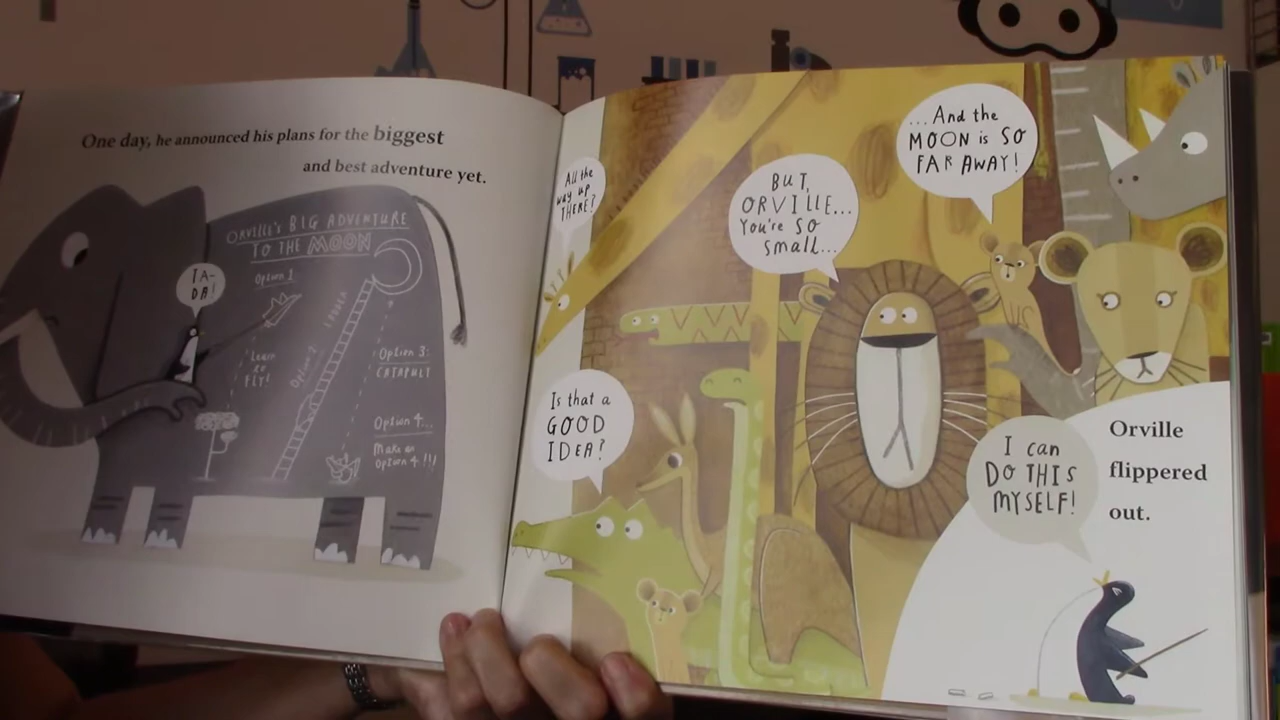 One day, he announced his plans for the biggest
and best adventure yet.
ORVILLE'S BIG ADVENTURE
TO THE MOON
TA-
DA!
Option 1
Learn
to
FLY!
Option 2
LADDER
Option 3:
CATAPULT
Option 4...
Make an
Option 4!!!
All the
way up
THERE?
BUT,
ORVILLE...
You're SO
small...
...And the
MOON is SO
FAR AWAY!
Is that a
GOOD
IDEA?
I can
DO THIS
MYSELF!
Orville
flippered
out.